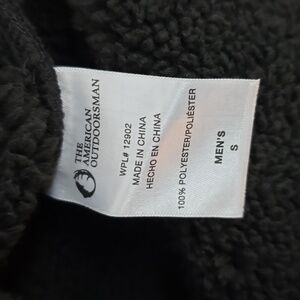 THE
AMERICAN
OUTDOORSMAN
WPL# 12902
MADE IN CHINA
HECHO EN CHINA
100% POLYESTER/POLIÉSTER
MEN'S
S